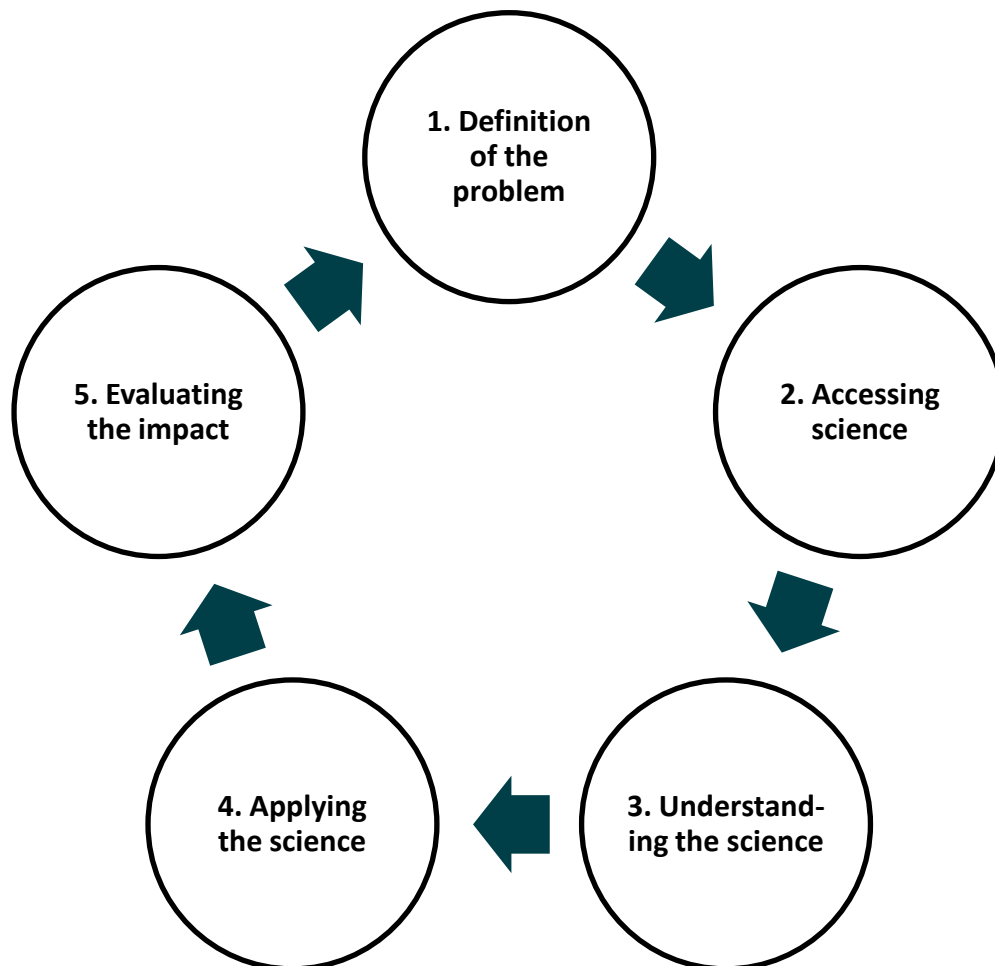 1. Definition
of the
problem
2. Accessing
science
3. Understand-
ing the science
4. Applying
the science
5. Evaluating
the impact